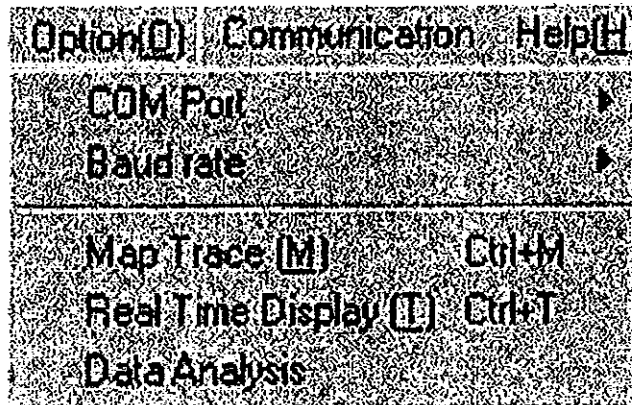 Option(O) Communication Help(H
COM Port
Baud rate
Map Trace (M) Ctrl+M
Real Time Display (T) Ctrl+T
Data Analysis